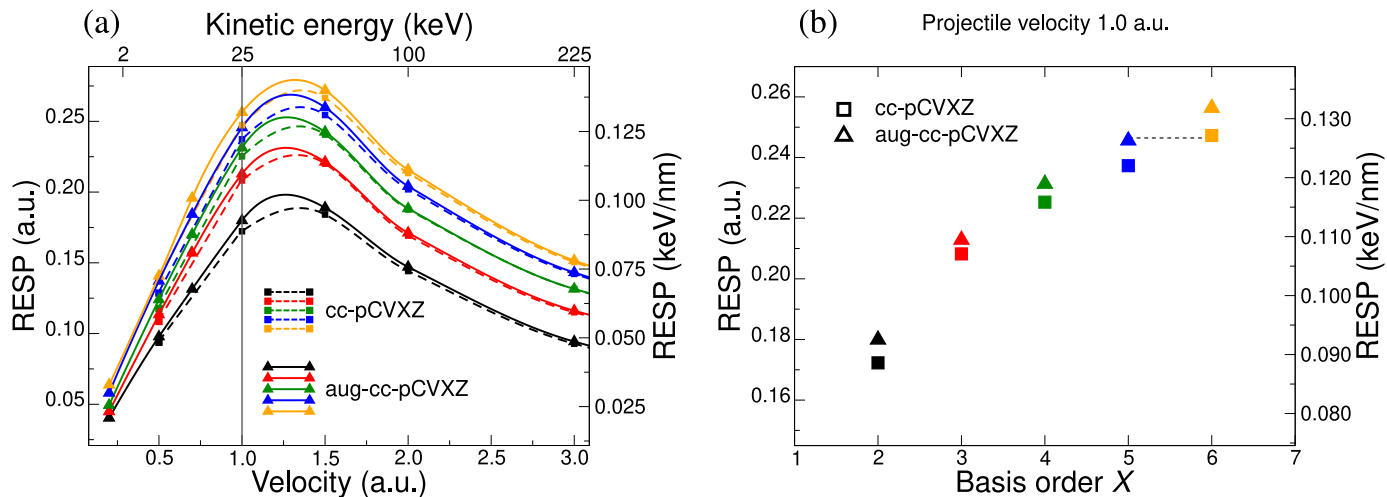 (a)
Kinetic energy (keV)
2 25 100 225
RESP (a.u.)
0.25
0.20
0.15
0.10
0.05
cc-pCVXZ
aug-cc-pCVXZ
0.125
0.100
0.075
0.050
0.025
RESP (keV/nm)
0.5 1.0 1.5 2.0 2.5 3.0
Velocity (a.u.)
(b)
Projectile velocity 1.0 a.u.
RESP (a.u.)
0.26
0.24
0.22
0.20
0.18
0.16
cc-pCVXZ
aug-cc-pCVXZ
0.130
0.120
0.110
0.100
0.090
0.080
RESP (keV/nm)
1 2 3 4 5 6 7
Basis order X